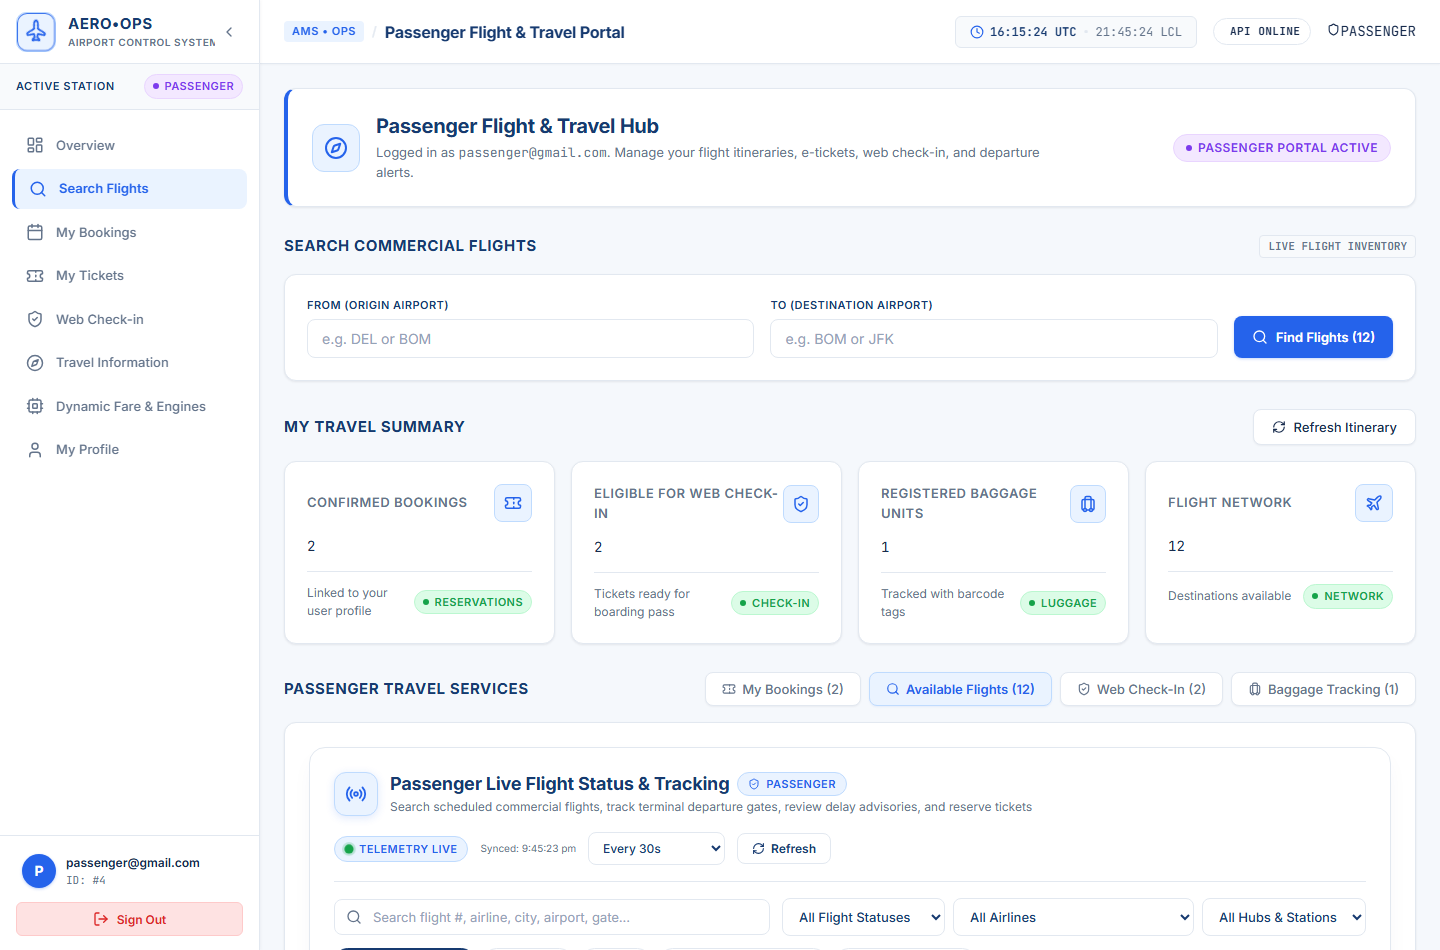 AERO•OPS
AIRPORT CONTROL SYSTEM
AMS • OPS / Passenger Flight & Travel Portal
16:15:24 UTC • 21:45:24 LCL
API ONLINE
PASSENGER
ACTIVE STATION
PASSENGER
Overview
Search Flights
My Bookings
My Tickets
Web Check-in
Travel Information
Dynamic Fare & Engines
My Profile
P
passenger@gmail.com
ID: #4
Sign Out
Passenger Flight & Travel Hub
Logged in as passenger@gmail.com. Manage your flight itineraries, e-tickets, web check-in, and departure
alerts.
PASSENGER PORTAL ACTIVE
SEARCH COMMERCIAL FLIGHTS
LIVE FLIGHT INVENTORY
FROM (ORIGIN AIRPORT)
e.g. DEL or BOM
TO (DESTINATION AIRPORT)
e.g. BOM or JFK
Find Flights (12)
MY TRAVEL SUMMARY
Refresh Itinerary
CONFIRMED BOOKINGS
2
Linked to your
user profile
RESERVATIONS
ELIGIBLE FOR WEB CHECK-
IN
2
Tickets ready for
boarding pass
CHECK-IN
REGISTERED BAGGAGE
UNITS
1
Tracked with barcode
tags
LUGGAGE
FLIGHT NETWORK
12
Destinations available
NETWORK
PASSENGER TRAVEL SERVICES
My Bookings (2)
Available Flights (12)
Web Check-In (2)
Baggage Tracking (1)
Passenger Live Flight Status & Tracking
PASSENGER
Search scheduled commercial flights, track terminal departure gates, review delay advisories, and reserve tickets
TELEMETRY LIVE
Synced: 9:45:23 pm
Every 30s
Refresh
Search flight #, airline, city, airport, gate...
All Flight Statuses
All Airlines
All Hubs & Stations